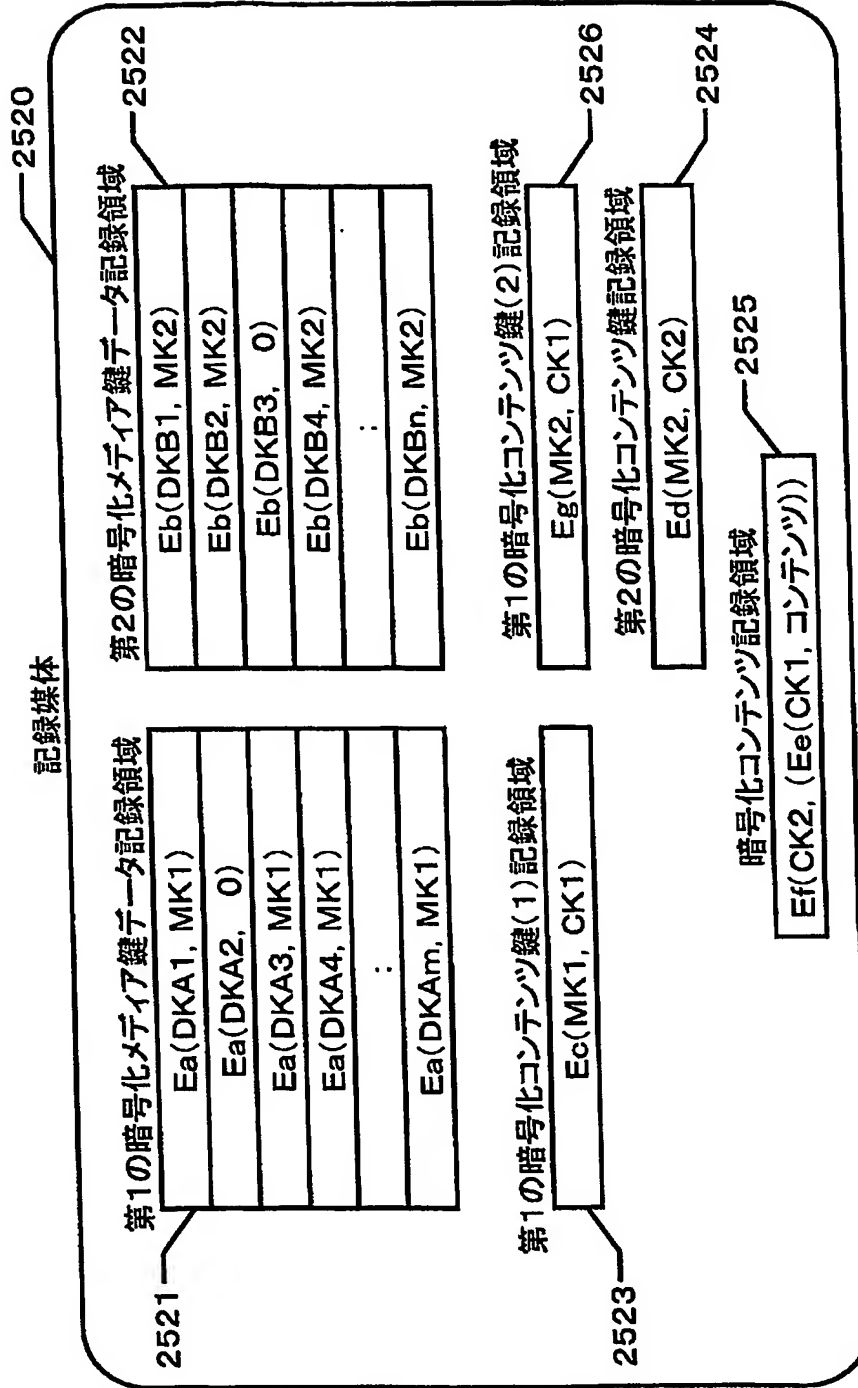 記録媒体
2520
第1の暗号化メディア鍵データ記録領域
2521
Ea(DKA1, MK1)
Ea(DKA2, 0)
Ea(DKA3, MK1)
Ea(DKA4, MK1)
:
Ea(DKAm, MK1)
第2の暗号化メディア鍵データ記録領域
2522
Eb(DKB1, MK2)
Eb(DKB2, MK2)
Eb(DKB3, 0)
Eb(DKB4, MK2)
:
Eb(DKBn, MK2)
第1の暗号化コンテンツ鍵(1)記録領域
2523
Ec(MK1, CK1)
第1の暗号化コンテンツ鍵(2)記録領域
2526
Eg(MK2, CK1)
第2の暗号化コンテンツ鍵記録領域
2524
Ed(MK2, CK2)
暗号化コンテンツ記録領域
2525
Ef(CK2, (Ee(CK1, コンテンツ))